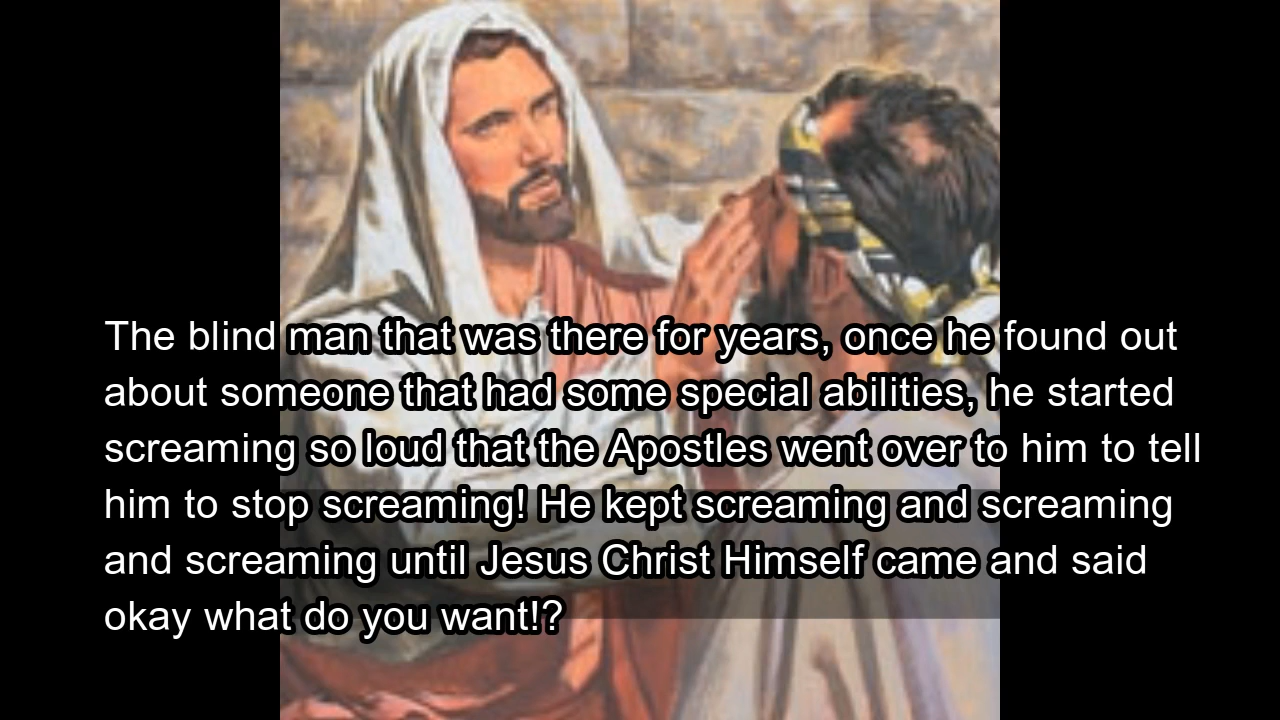 The blind man that was there for years, once he found out
about someone that had some special abilities, he started
screaming so loud that the Apostles went over to him to tell
him to stop screaming! He kept screaming and screaming
and screaming until Jesus Christ Himself came and said
okay what do you want!?